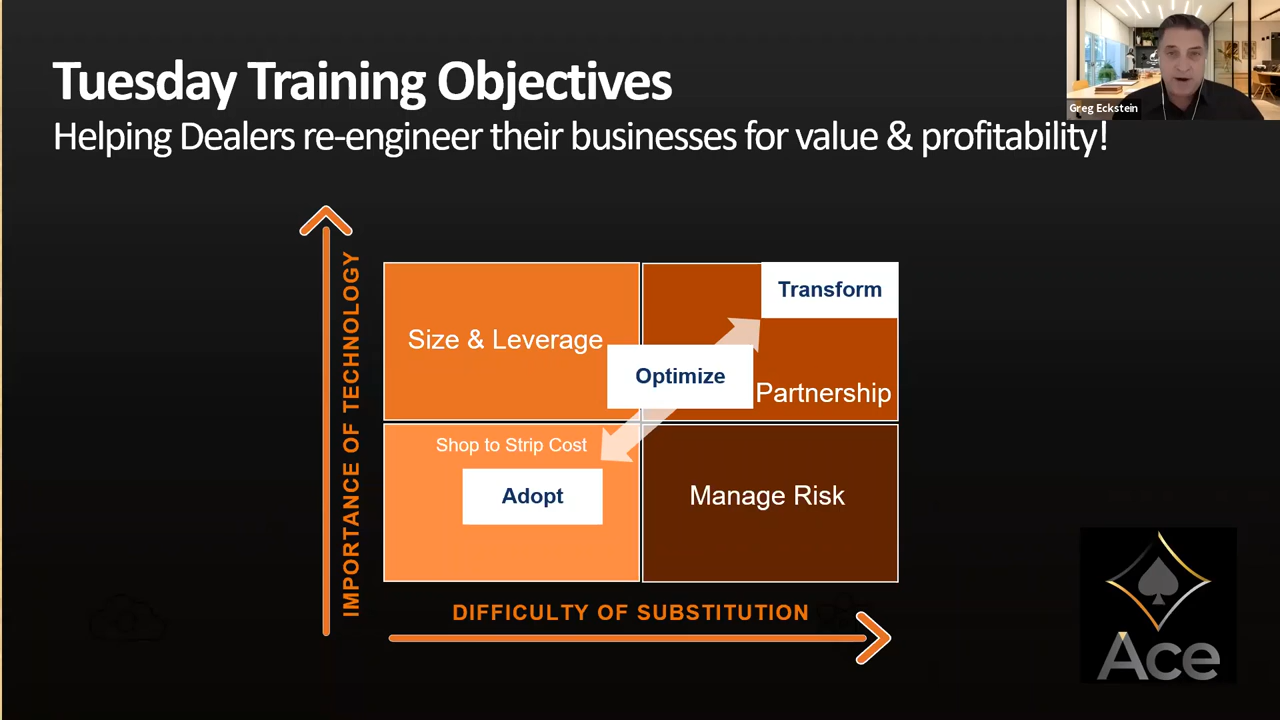 Tuesday Training Objectives
Helping Dealers re-engineer their businesses for value & profitability!
Greg Eckstein
IMPORTANCE OF TECHNOLOGY
Size & Leverage
Transform
Optimize
Partnership
Shop to Strip Cost
Adopt
Manage Risk
DIFFICULTY OF SUBSTITUTION
Ace